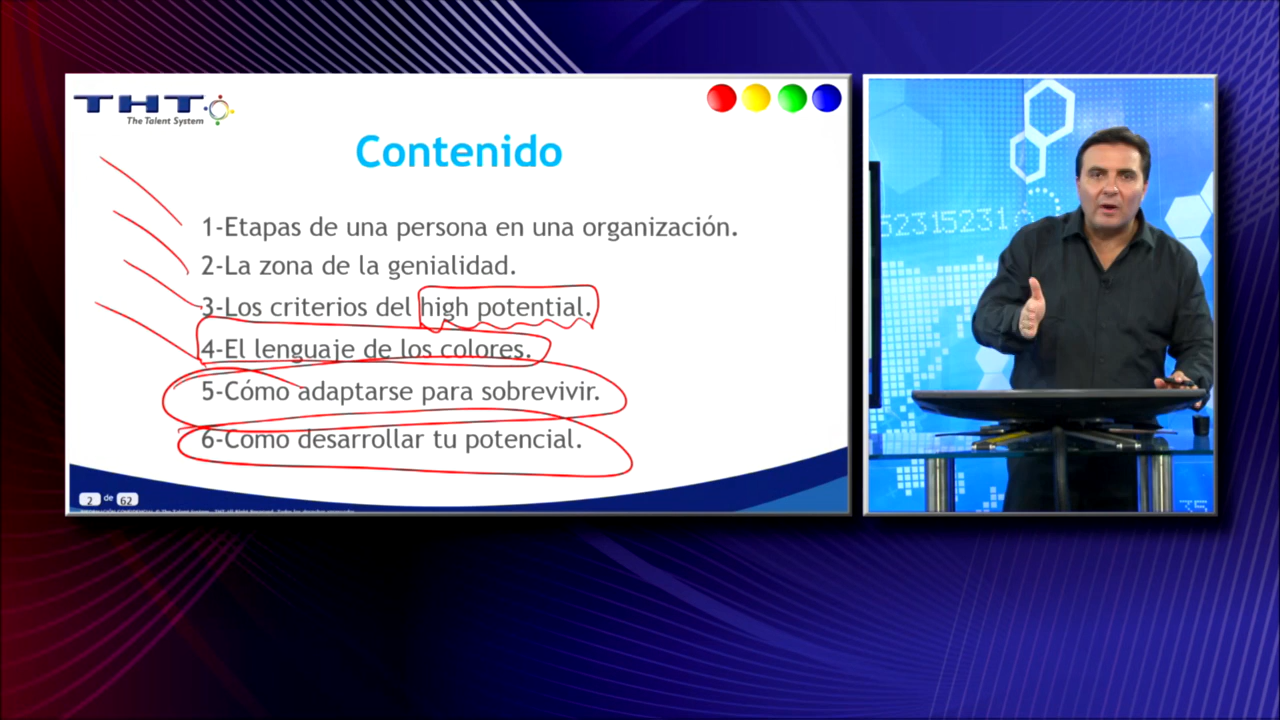 THT
The Talent System
Contenido
1-Etapas de una persona en una organización.
2-La zona de la genialidad.
3-Los criterios del high potential.
4-El lenguaje de los colores.
5-Cómo adaptarse para sobrevivir.
6-Como desarrollar tu potencial.
2 de 62
52315231